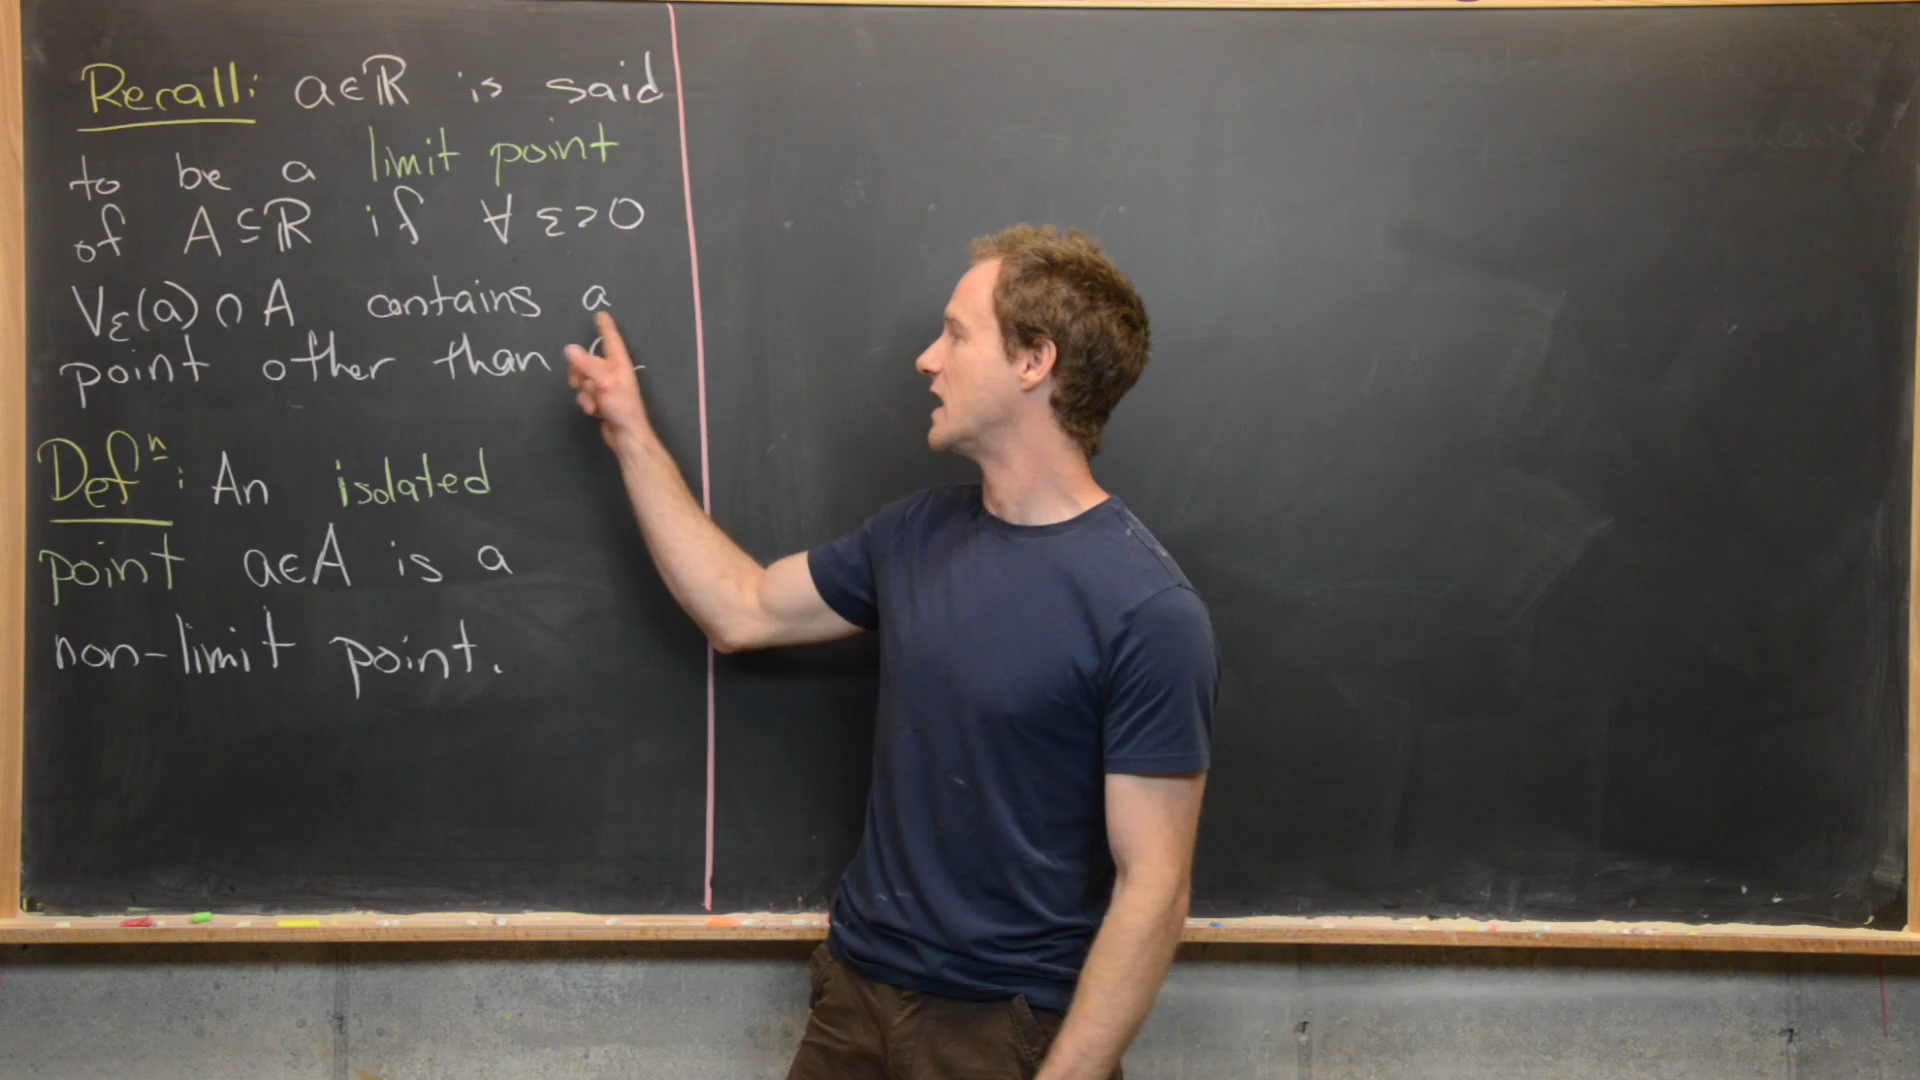 Recall: a∈ℝ is said
to be a limit point
of A⊆ℝ if ∀ ε>0
V_ε(a)∩A contains a
point other than
Defⁿ: An isolated
point a∈A is a
non-limit point.